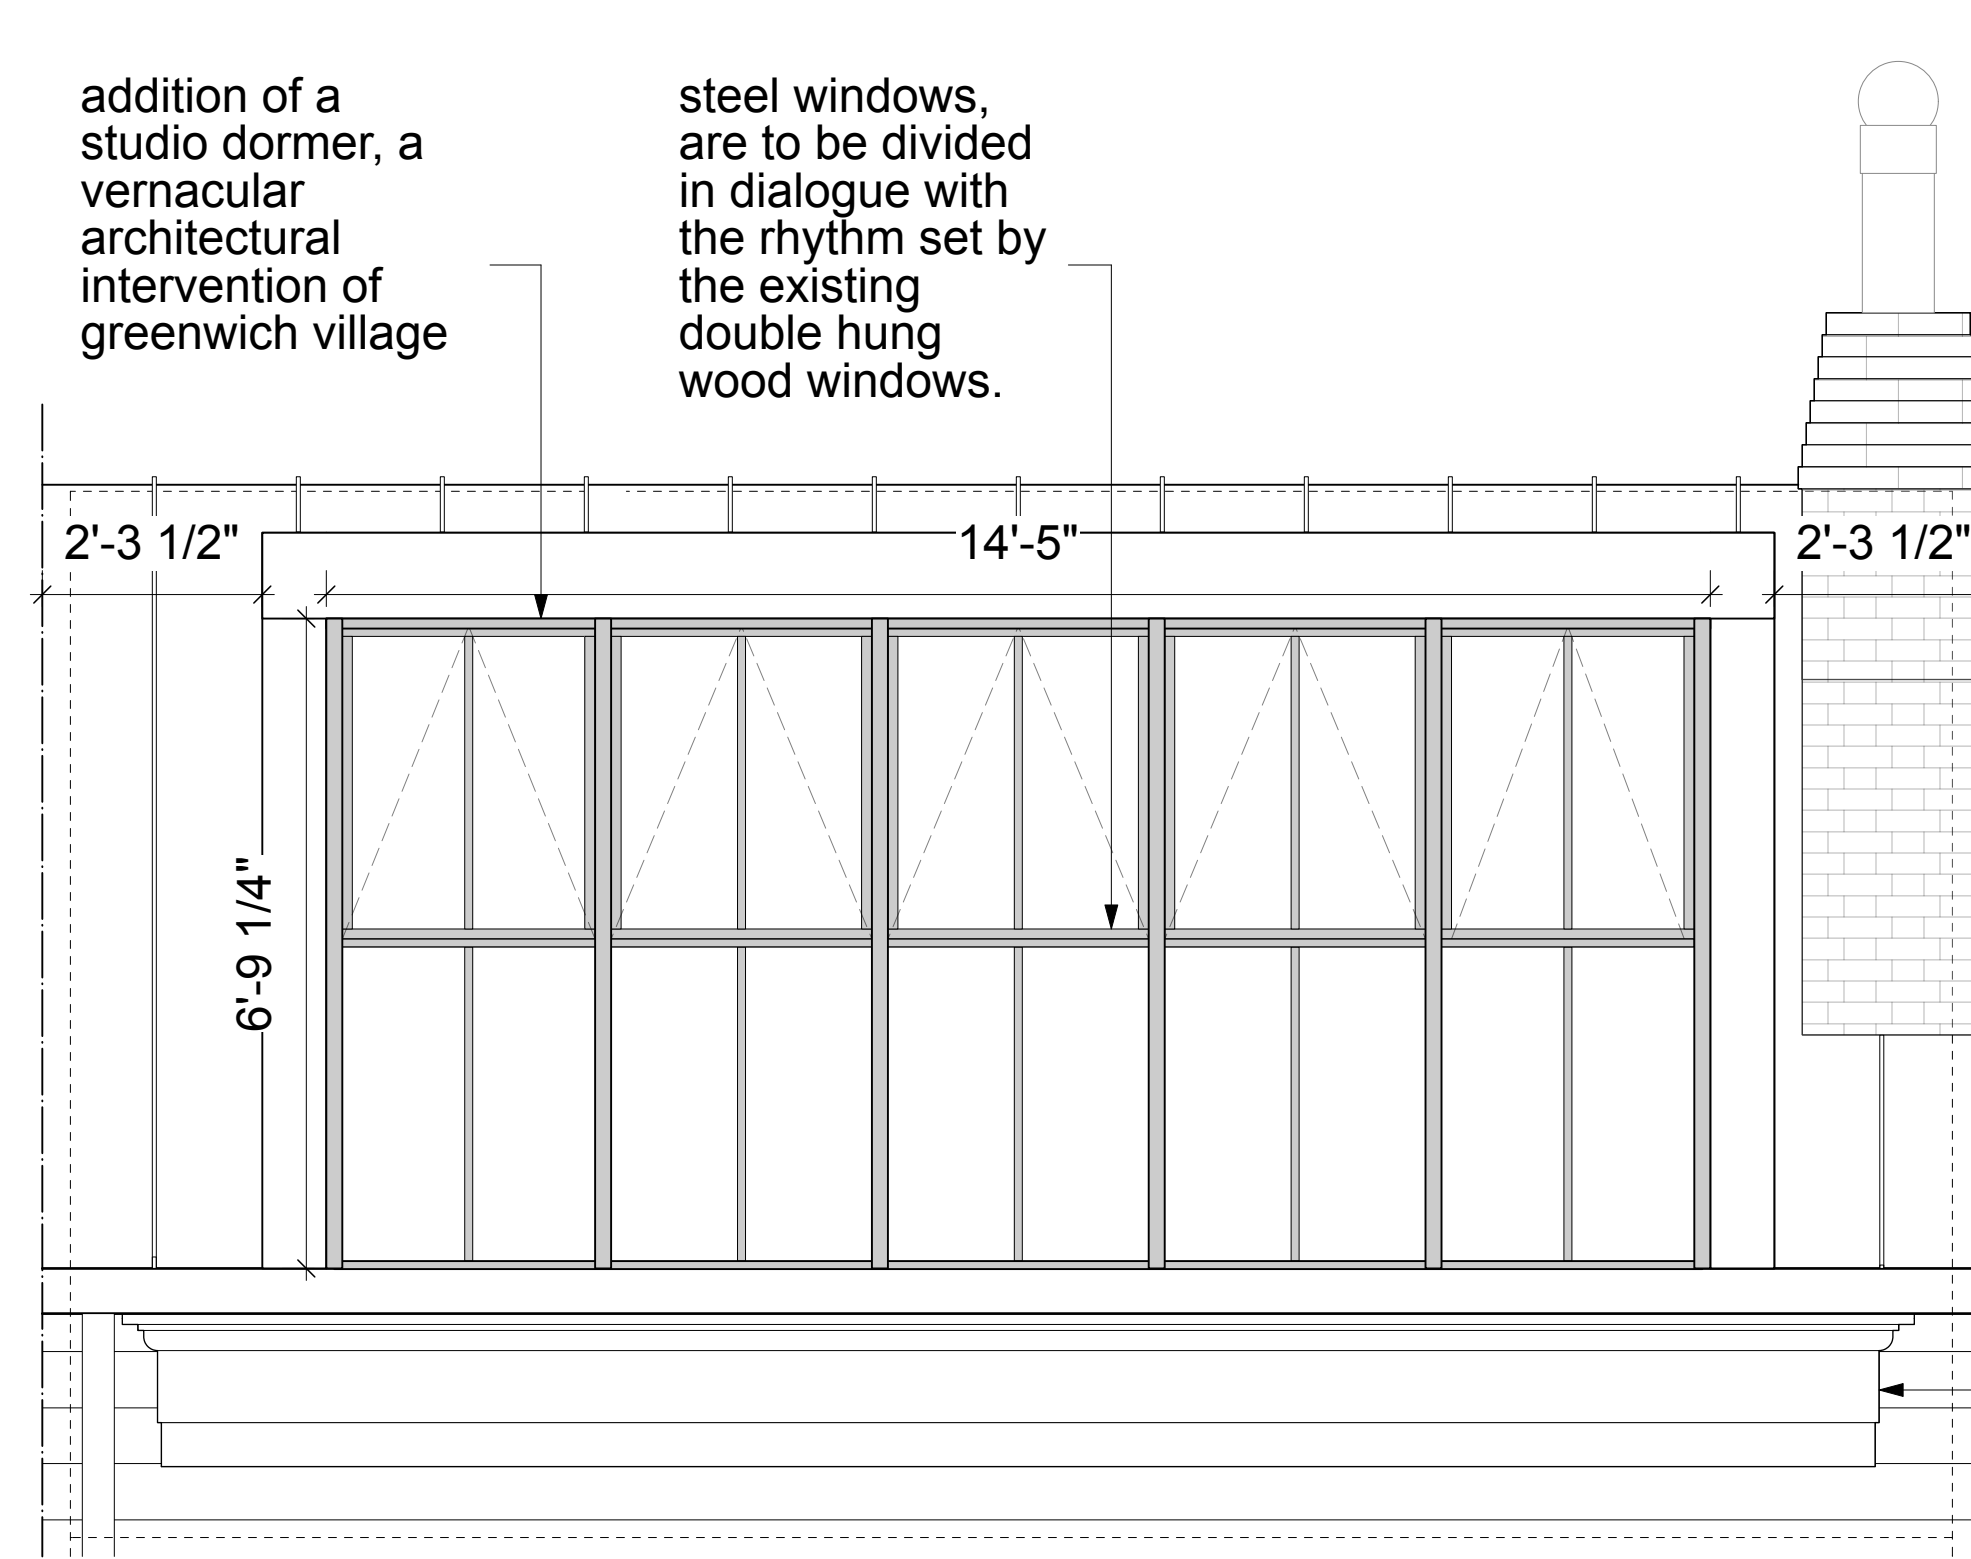 addition of a
studio dormer, a
vernacular
architectural
intervention of
greenwich village
steel windows,
are to be divided
in dialogue with
the rhythm set by
the existing
double hung
wood windows.
2'-3 1/2"
14'-5"
2'-3 1/2"
6'-9 1/4"